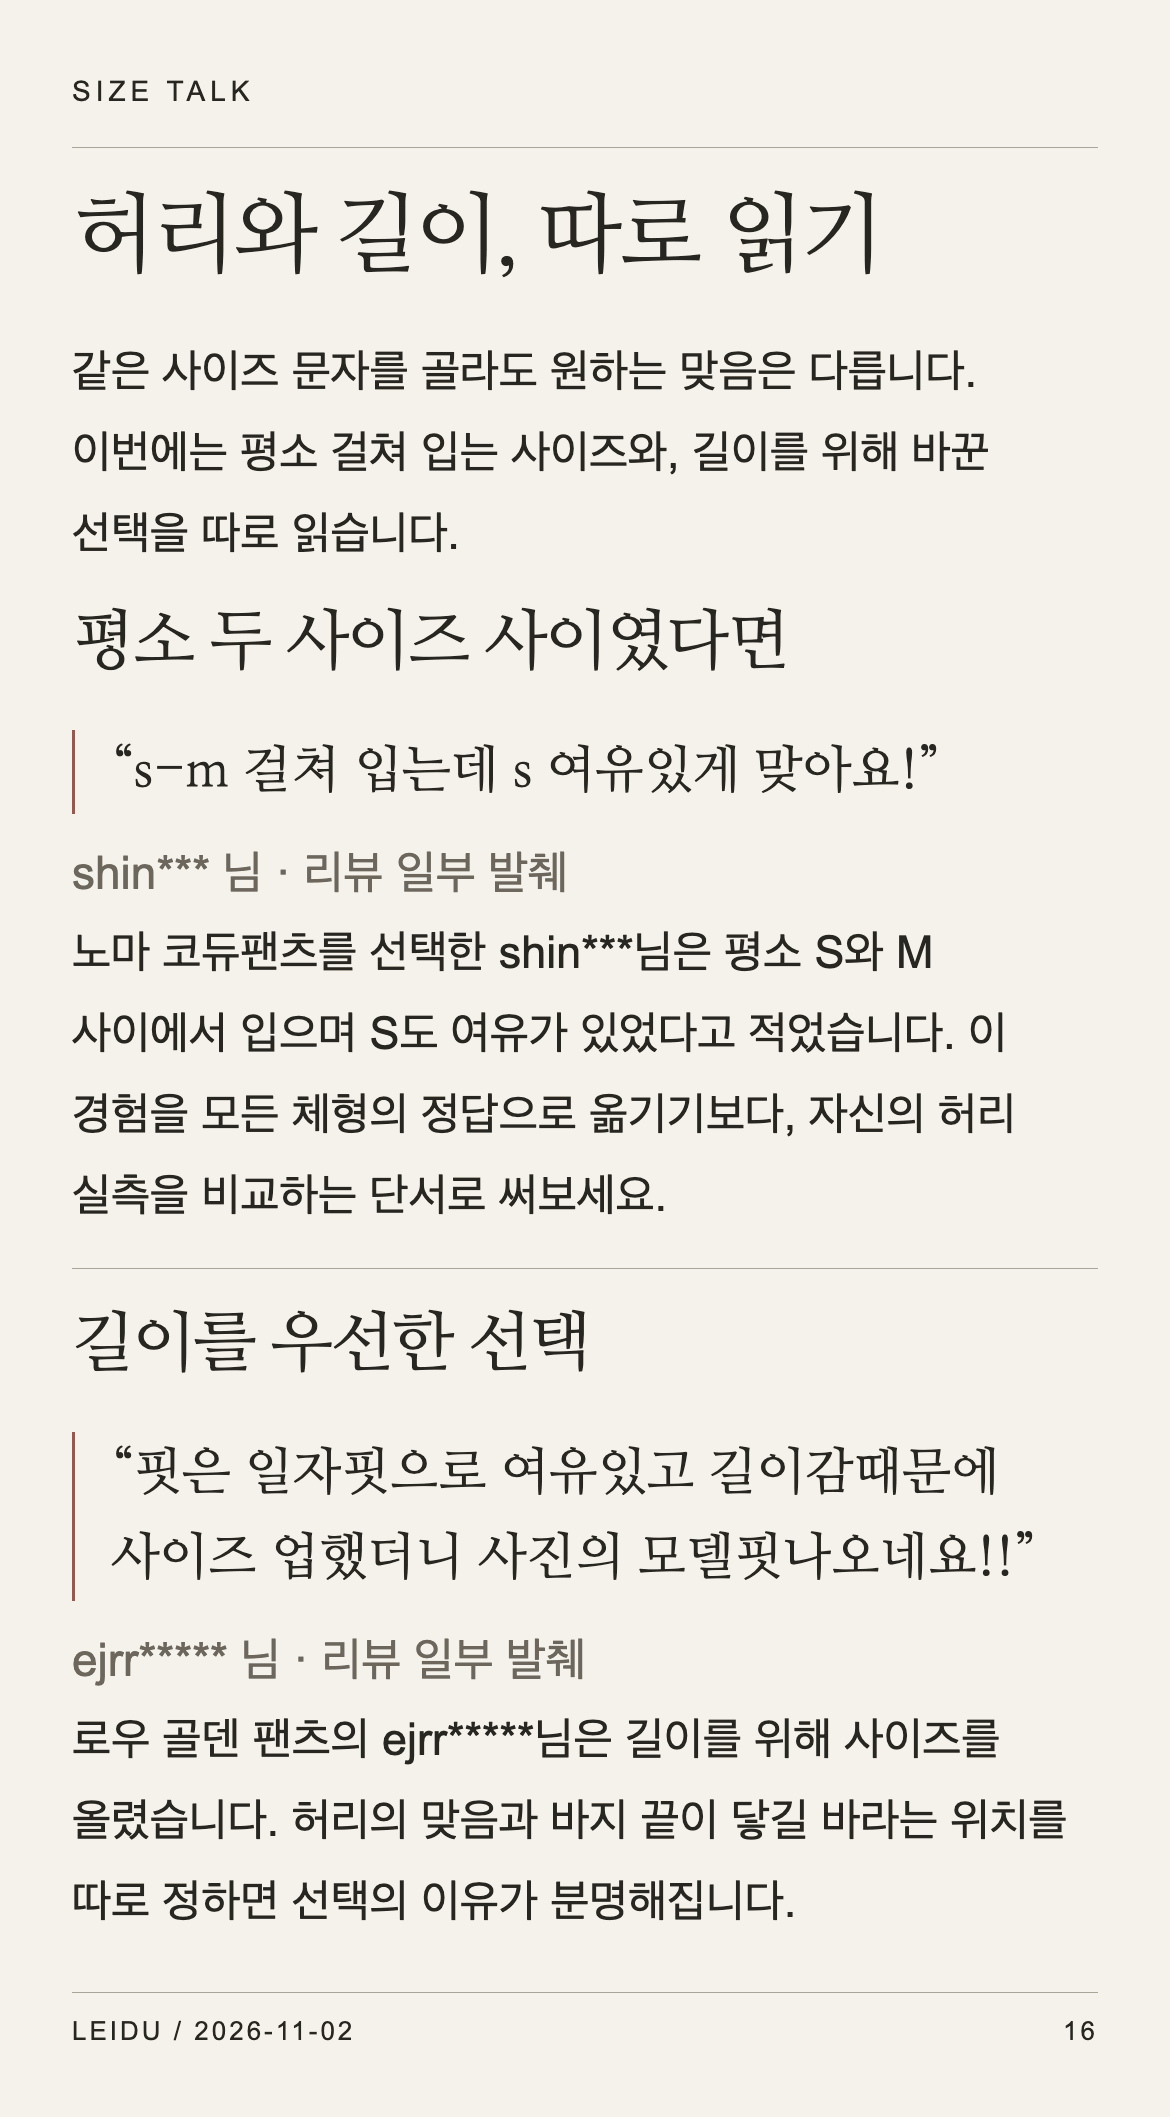 SIZE TALK
허리와 길이, 따로 읽기
같은 사이즈 문자를 골라도 원하는 맞음은 다릅니다.
이번에는 평소 걸쳐 입는 사이즈와, 길이를 위해 바꾼
선택을 따로 읽습니다.
평소 두 사이즈 사이였다면
“s-m 걸쳐 입는데 s 여유있게 맞아요!”
shin*** 님 · 리뷰 일부 발췌
노마 코듀팬츠를 선택한 shin***님은 평소 S와 M
사이에서 입으며 S도 여유가 있었다고 적었습니다. 이
경험을 모든 체형의 정답으로 옮기기보다, 자신의 허리
실측을 비교하는 단서로 써보세요.
길이를 우선한 선택
“핏은 일자핏으로 여유있고 길이감때문에
사이즈 업했더니 사진의 모델핏나오네요!!”
ejrr***** 님 · 리뷰 일부 발췌
로우 골덴 팬츠의 ejrr*****님은 길이를 위해 사이즈를
올렸습니다. 허리의 맞음과 바지 끝이 닿길 바라는 위치를
따로 정하면 선택의 이유가 분명해집니다.
LEIDU / 2026-11-02
16